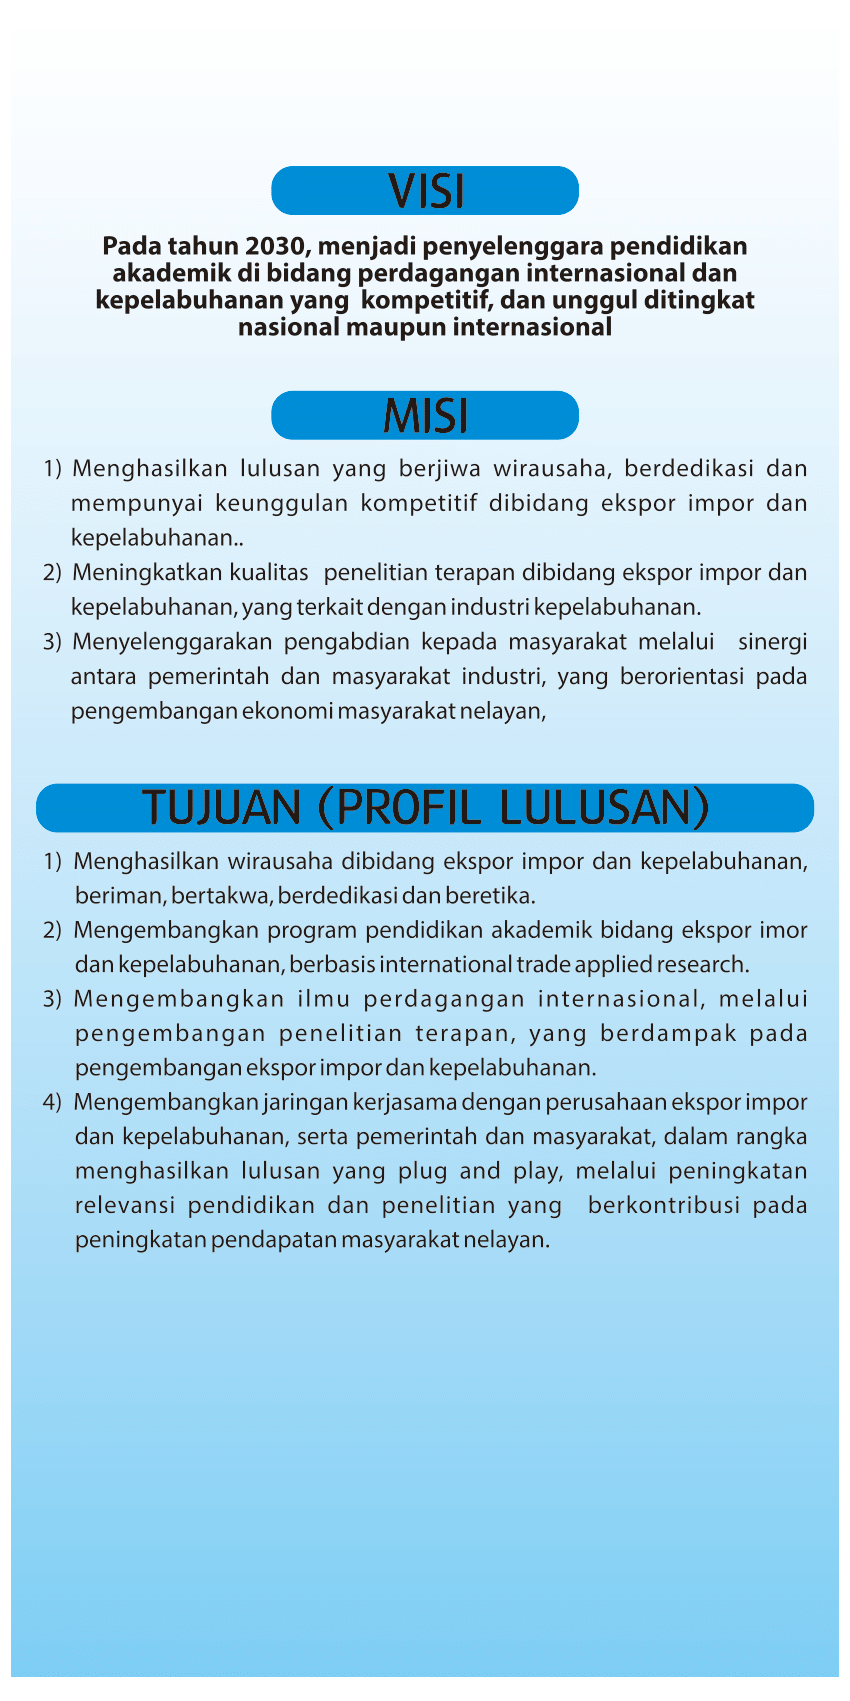 VISI
Pada tahun 2030, menjadi penyelenggara pendidikan
akademik di bidang perdagangan internasional dan
kepelabuhanan yang  kompetitif, dan unggul ditingkat
nasional maupun internasional
MISI
1) Menghasilkan lulusan yang berjiwa wirausaha, berdedikasi dan
mempunyai keunggulan kompetitif dibidang ekspor impor dan
kepelabuhanan..
2) Meningkatkan kualitas  penelitian terapan dibidang ekspor impor dan
kepelabuhanan, yang terkait dengan industri kepelabuhanan.
3) Menyelenggarakan pengabdian kepada masyarakat melalui  sinergi
antara pemerintah dan masyarakat industri, yang berorientasi pada
pengembangan ekonomi masyarakat nelayan,
TUJUAN (PROFIL LULUSAN)
1) Menghasilkan wirausaha dibidang ekspor impor dan kepelabuhanan,
beriman, bertakwa, berdedikasi dan beretika.
2) Mengembangkan program pendidikan akademik bidang ekspor imor
dan kepelabuhanan, berbasis international trade applied research.
3) Mengembangkan ilmu perdagangan internasional, melalui
pengembangan penelitian terapan, yang berdampak pada
pengembangan ekspor impor dan kepelabuhanan.
4) Mengembangkan jaringan kerjasama dengan perusahaan ekspor impor
dan kepelabuhanan, serta pemerintah dan masyarakat, dalam rangka
menghasilkan lulusan yang plug and play, melalui peningkatan
relevansi pendidikan dan penelitian yang  berkontribusi pada
peningkatan pendapatan masyarakat nelayan.